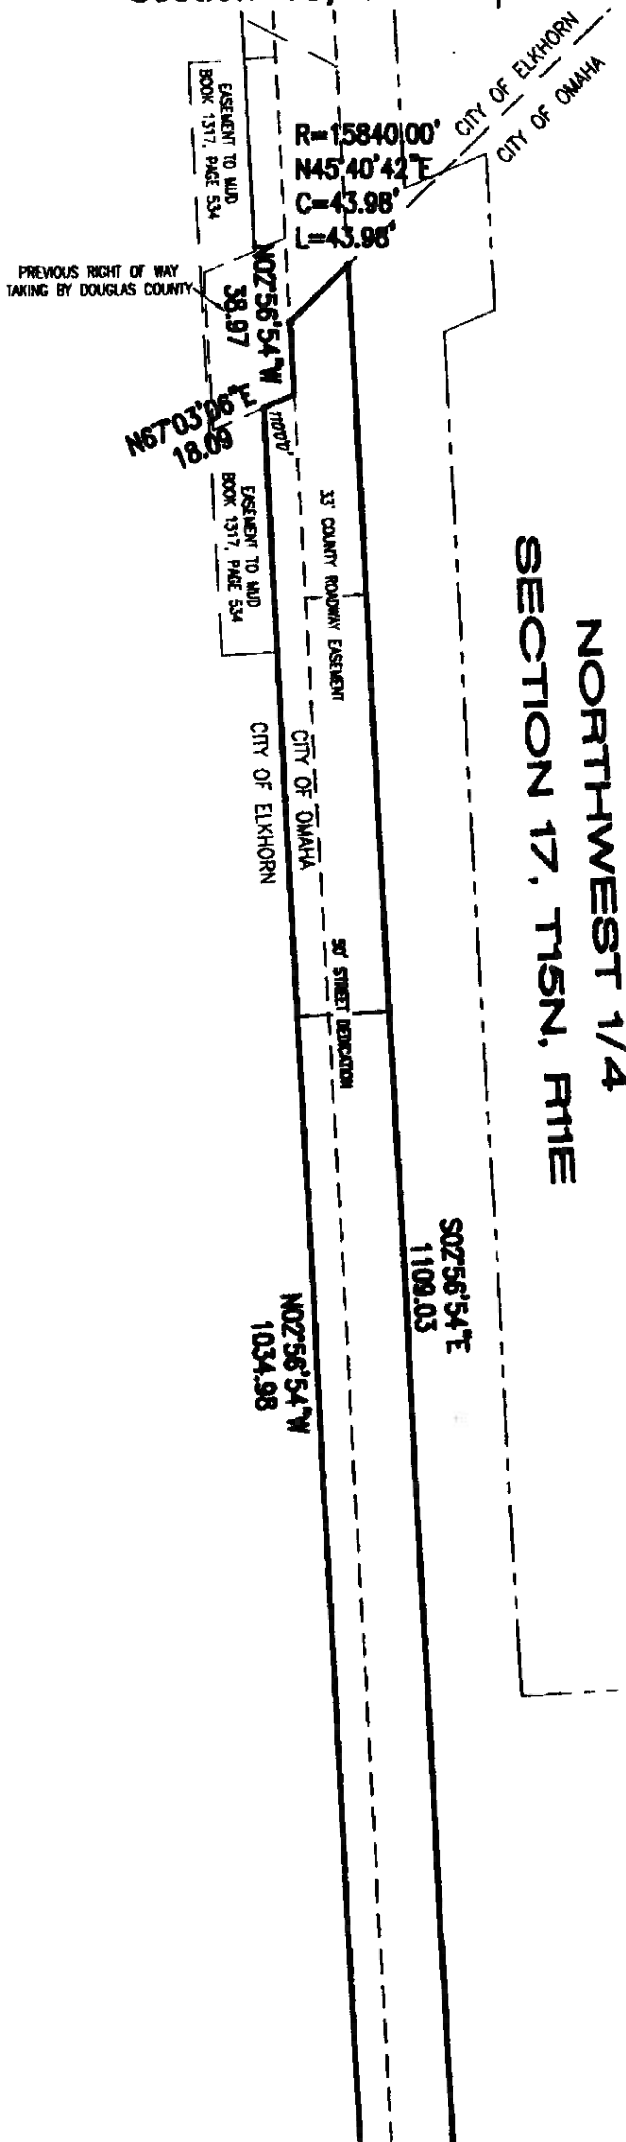 R=15840.00'
N45°40'42"E
C=43.98'
L=43.98'
CITY OF ELKHORN
CITY OF OMAHA
EASEMENT TO MUD
BOOK 1317, PAGE 534
PREVIOUS RIGHT OF WAY
TAKING BY DOUGLAS COUNTY
N02°56'54"W
38.97
N67°03'06"E
18.09
EASEMENT TO MUD
BOOK 1317, PAGE 534
33' COUNTY ROADWAY EASEMENT
NORTHWEST 1/4
SECTION 17, T15N, R11E
CITY OF OMAHA
CITY OF ELKHORN
50' STREET DEDICATION
S02°56'54"E
1109.03
N02°56'54"W
1034.98